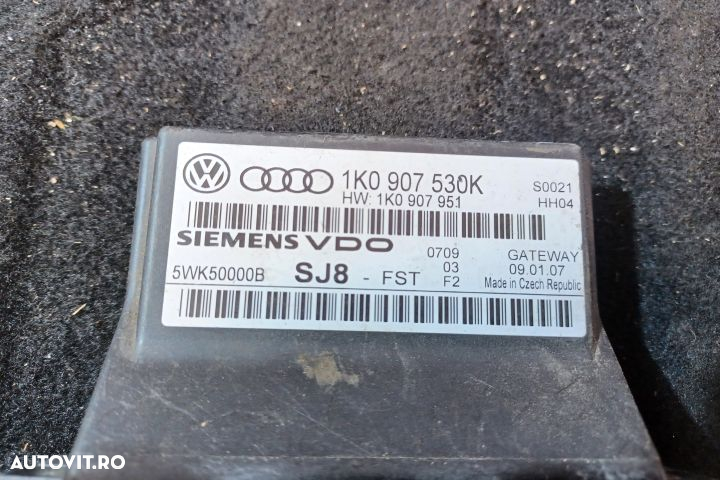 1K0 907 530K S0021
HW: 1K0 907 951 HH04
SIEMENS VDO 0709 GATEWAY
5WK50000B SJ8 - FST 03 09.01.07
F2 Made in Czech Republic
AUTOVIT.RO